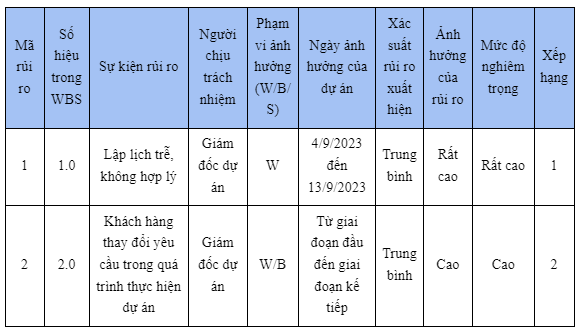 Mã
rủi
ro
Số
hiệu
trong
WBS
Sự kiện rủi ro
Người
chịu
trách
nhiệm
Phạm
vi ảnh
hưởng
(W/B/
S)
Ngày ảnh
hưởng của
dự án
Xác
suất
rủi ro
xuất
hiện
Ảnh
hưởng
của
rủi ro
Mức độ
nghiêm
trọng
Xếp
hạng
1
1.0
Lập lịch trễ,
không hợp lý
Giám
đốc dự
án
W
4/9/2023
đến
13/9/2023
Trung
bình
Rất
cao
Rất cao
1
2
2.0
Khách hàng
thay đổi yêu
cầu trong quá
trình thực hiện
dự án
Giám
đốc dự
án
W/B
Từ giai
đoạn đầu
đến giai
đoạn kế
tiếp
Trung
bình
Cao
Cao
2